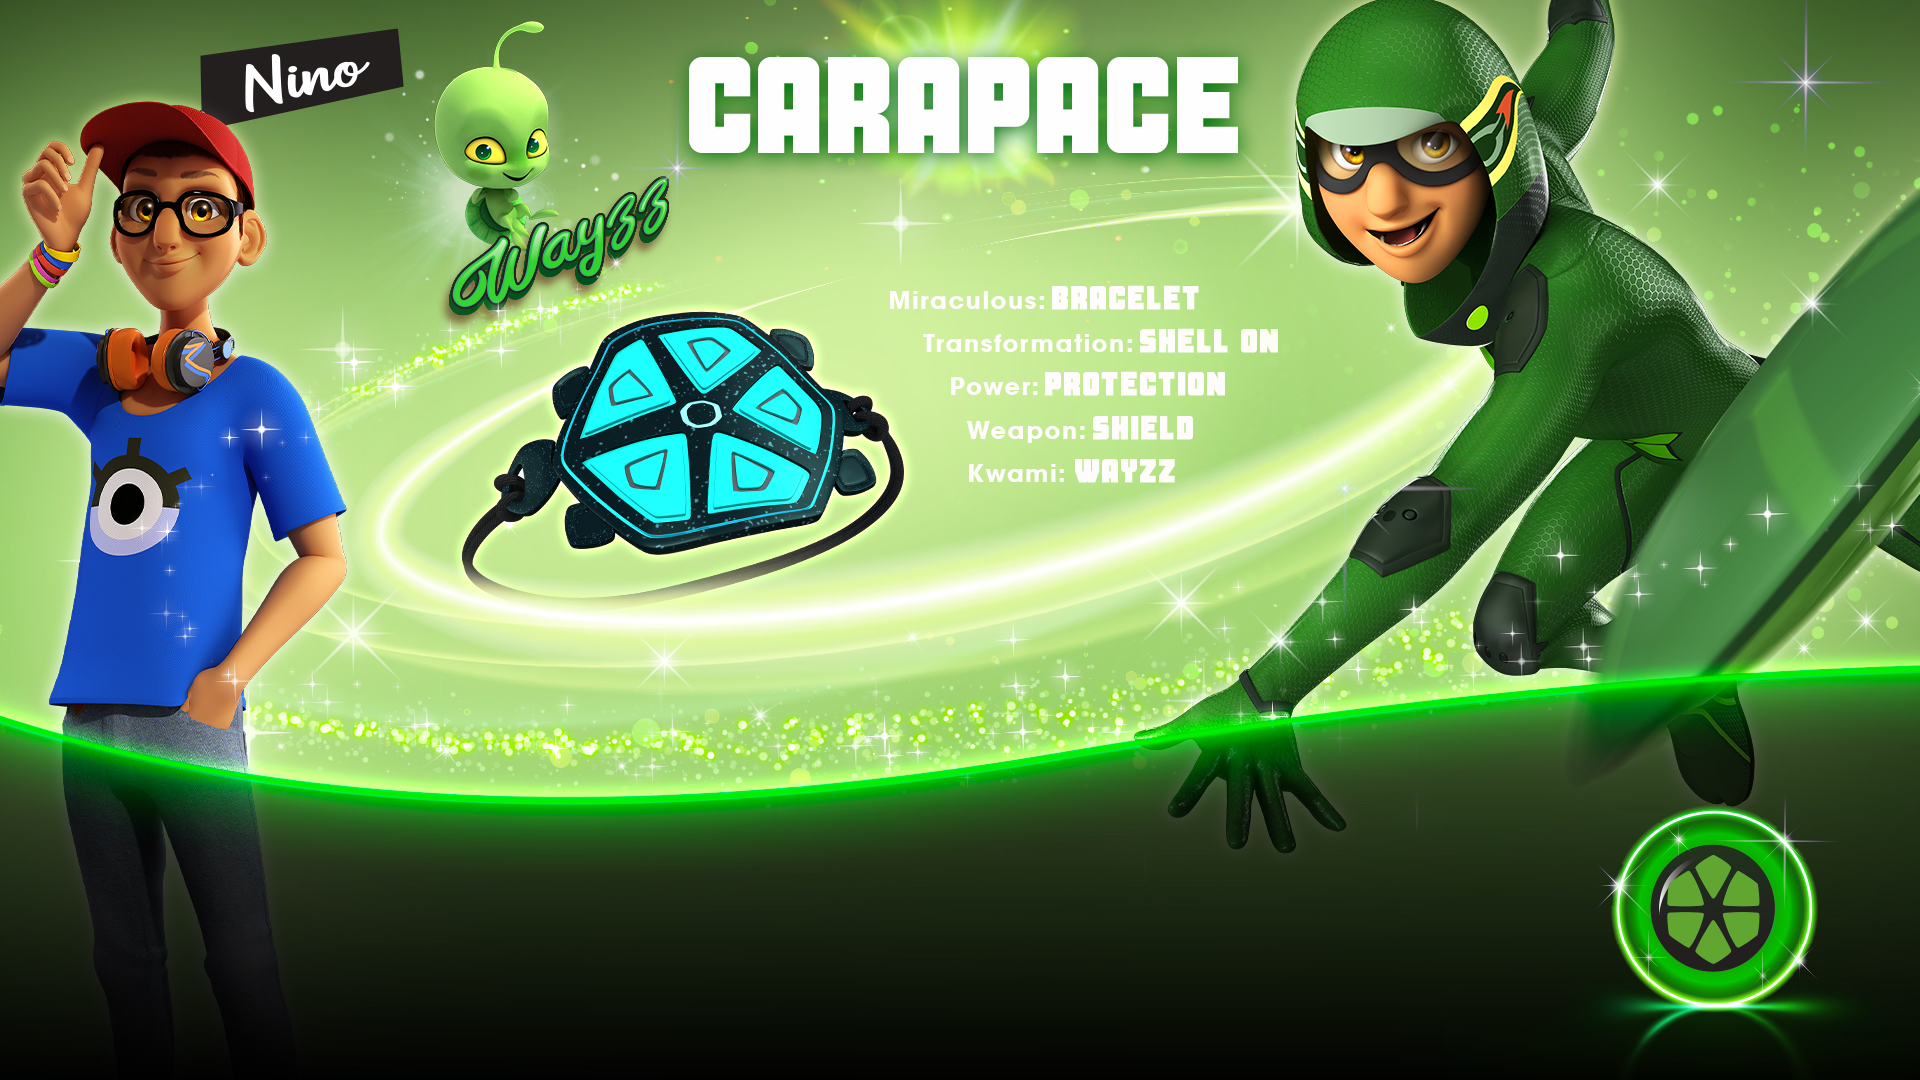 Nino
CARAPACE
Wayzz
Miraculous: BRACELET
Transformation: SHELL ON
Power: PROTECTION
Weapon: SHIELD
Kwami: WAYZZ